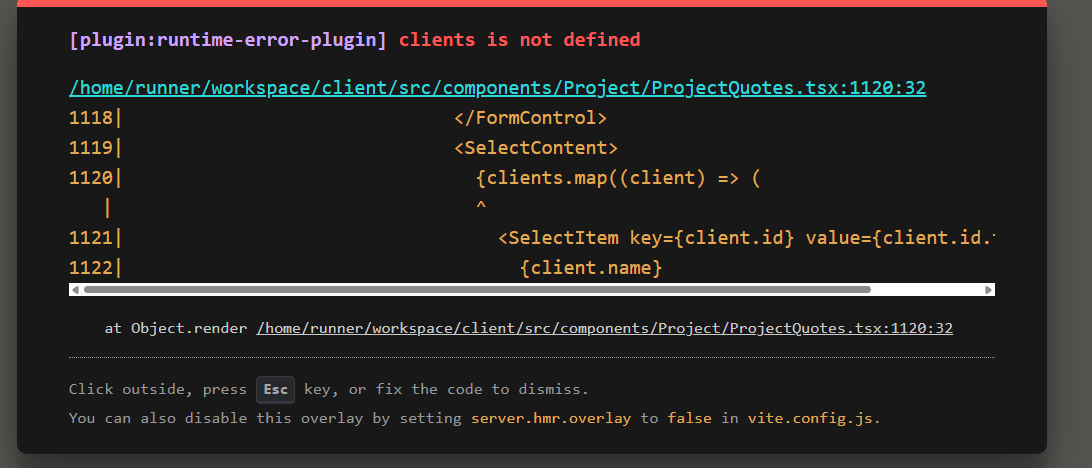 [plugin:runtime-error-plugin] clients is not defined
/home/runner/workspace/client/src/components/Project/ProjectQuotes.tsx:1120:32
1118|                              </FormControl>
1119|                              <SelectContent>
1120|                                {clients.map((client) => (
    |                                ^
1121|                                  <SelectItem key={client.id} value={client.id.
1122|                                    {client.name}
at Object.render /home/runner/workspace/client/src/components/Project/ProjectQuotes.tsx:1120:32
Click outside, press Esc key, or fix the code to dismiss.
You can also disable this overlay by setting server.hmr.overlay to false in vite.config.js.